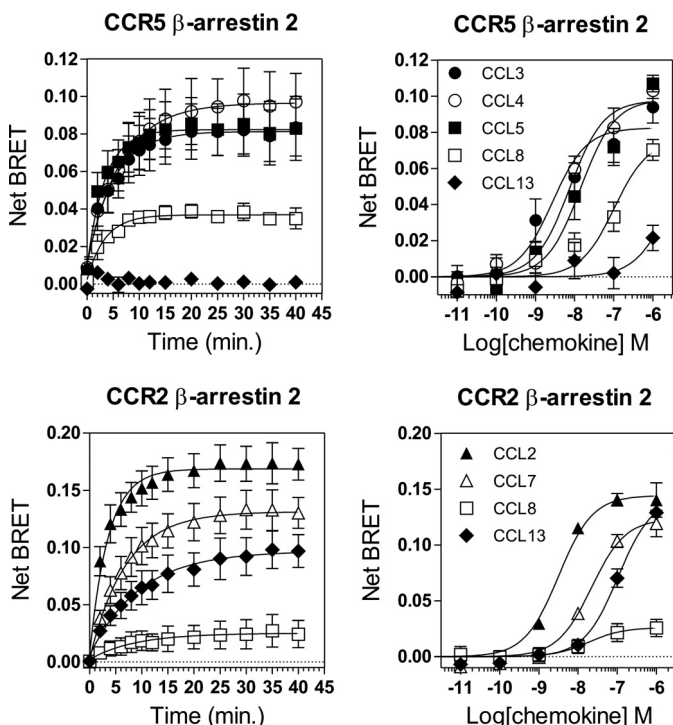 CCR5 β-arrestin 2
Net BRET
0.12
0.10
0.08
0.06
0.04
0.02
0.00
0 5 10 15 20 25 30 35 40 45
Time (min.)
CCR5 β-arrestin 2
Net BRET
0.12
0.10
0.08
0.06
0.04
0.02
0.00
CCL3
CCL4
CCL5
CCL8
CCL13
-11 -10 -9 -8 -7 -6
Log[chemokine] M
CCR2 β-arrestin 2
Net BRET
0.20
0.15
0.10
0.05
0.00
0 5 10 15 20 25 30 35 40 45
Time (min.)
CCR2 β-arrestin 2
Net BRET
0.20
0.15
0.10
0.05
0.00
CCL2
CCL7
CCL8
CCL13
-11 -10 -9 -8 -7 -6
Log[chemokine] M